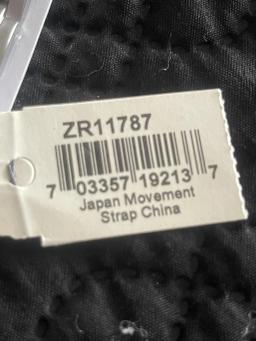 ZR11787
7 03357 19213 7
Japan Movement
Strap China